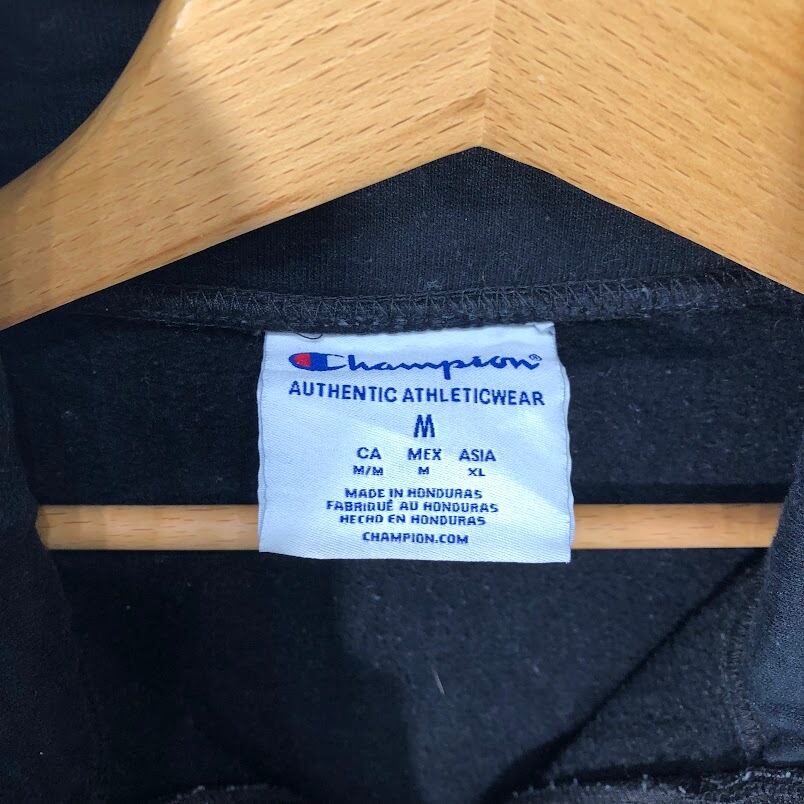 Champion®
AUTHENTIC ATHLETICWEAR
M
CA MEX ASIA
M/M M XL
MADE IN HONDURAS
FABRIQUÉ AU HONDURAS
HECHO EN HONDURAS
CHAMPION.COM